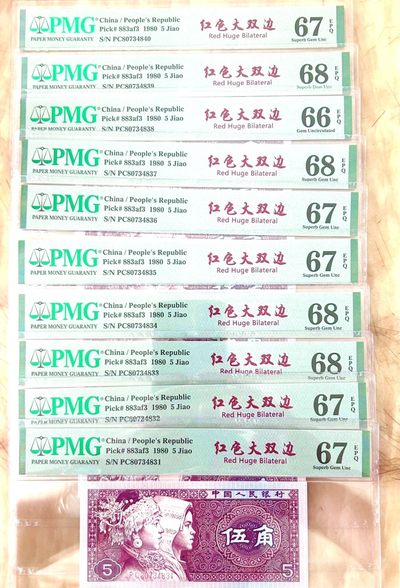 PMG® China / People's Republic 红色大双边 67 EPQ
Pick# 883af3 1980 5 Jiao
PAPER MONEY GUARANTY S/N PC80734840 Red Huge Bilateral Superb Gem Unc
PMG® China / People's Republic 红色大双边 68 EPQ
Pick# 883af3 1980 5 Jiao
PAPER MONEY GUARANTY S/N PC80734839 Red Huge Bilateral Superb Gem Unc
PMG® China / People's Republic 红色大双边 66 EPQ
Pick# 883af3 1980 5 Jiao
PAPER MONEY GUARANTY S/N PC80734838 Red Huge Bilateral Gem Uncirculated
PMG® China / People's Republic 红色大双边 68 EPQ
Pick# 883af3 1980 5 Jiao
PAPER MONEY GUARANTY S/N PC80734837 Red Huge Bilateral Superb Gem Unc
PMG® China / People's Republic 红色大双边 67 EPQ
Pick# 883af3 1980 5 Jiao
PAPER MONEY GUARANTY S/N PC80734836 Red Huge Bilateral Superb Gem Unc
PMG® China / People's Republic 红色大双边 67 EPQ
Pick# 883af3 1980 5 Jiao
PAPER MONEY GUARANTY S/N PC80734835 Red Huge Bilateral Superb Gem Unc
PMG® China / People's Republic 红色大双边 68 EPQ
Pick# 883af3 1980 5 Jiao
PAPER MONEY GUARANTY S/N PC80734834 Red Huge Bilateral Superb Gem Unc
PMG® China / People's Republic 红色大双边 68 EPQ
Pick# 883af3 1980 5 Jiao
PAPER MONEY GUARANTY S/N PC80734833 Red Huge Bilateral Superb Gem Unc
PMG® China / People's Republic 红色大双边 67 EPQ
Pick# 883af3 1980 5 Jiao
PAPER MONEY GUARANTY S/N PC80734832 Red Huge Bilateral Superb Gem Unc
PMG® China / People's Republic 红色大双边 67 EPQ
Pick# 883af3 1980 5 Jiao
PAPER MONEY GUARANTY S/N PC80734831 Red Huge Bilateral Superb Gem Unc
中国人民银行
伍角
PC80734831
5 5